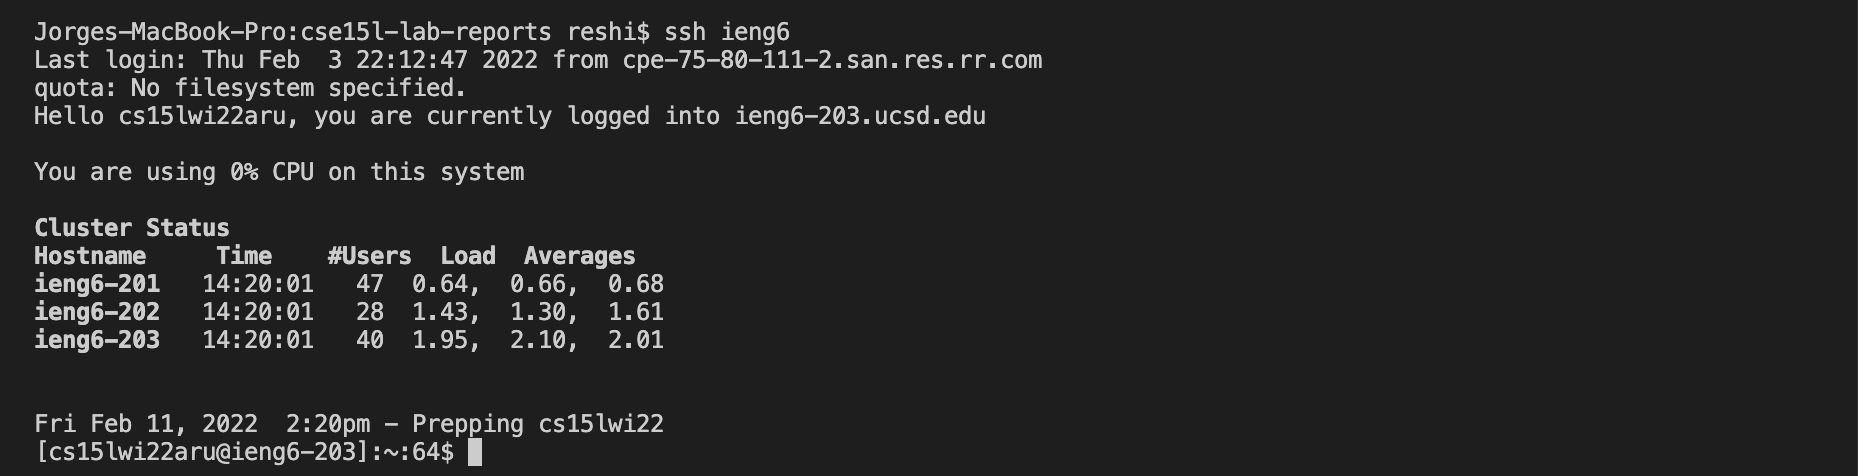 Jorges-MacBook-Pro:cse15l-lab-reports reshi$ ssh ieng6
Last login: Thu Feb  3 22:12:47 2022 from cpe-75-80-111-2.san.res.rr.com
quota: No filesystem specified.
Hello cs15lwi22aru, you are currently logged into ieng6-203.ucsd.edu
You are using 0% CPU on this system
Cluster Status
Hostname     Time    #Users  Load  Averages
ieng6-201   14:20:01   47  0.64,  0.66,  0.68
ieng6-202   14:20:01   28  1.43,  1.30,  1.61
ieng6-203   14:20:01   40  1.95,  2.10,  2.01
Fri Feb 11, 2022  2:20pm - Prepping cs15lwi22
[cs15lwi22aru@ieng6-203]:~:64$